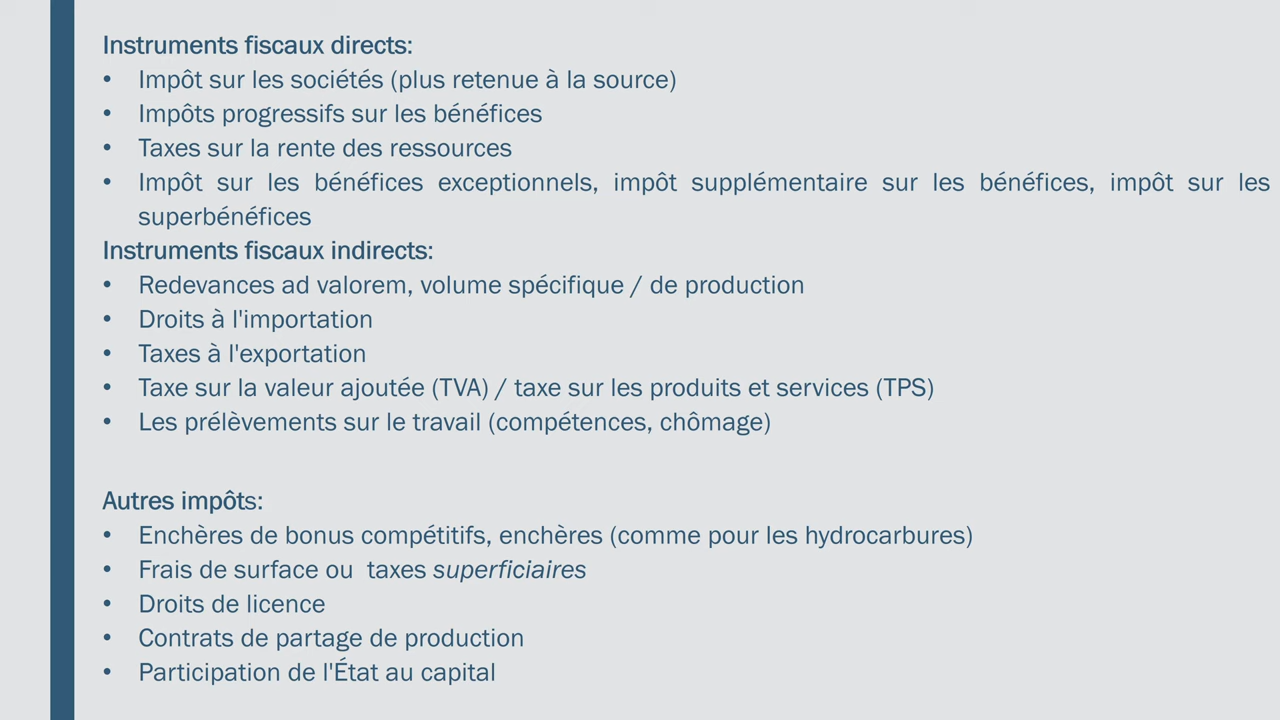 Instruments fiscaux directs:
• Impôt sur les sociétés (plus retenue à la source)
• Impôts progressifs sur les bénéfices
• Taxes sur la rente des ressources
• Impôt sur les bénéfices exceptionnels, impôt supplémentaire sur les bénéfices, impôt sur les
superbénéfices
Instruments fiscaux indirects:
• Redevances ad valorem, volume spécifique / de production
• Droits à l'importation
• Taxes à l'exportation
• Taxe sur la valeur ajoutée (TVA) / taxe sur les produits et services (TPS)
• Les prélèvements sur le travail (compétences, chômage)
Autres impôts:
• Enchères de bonus compétitifs, enchères (comme pour les hydrocarbures)
• Frais de surface ou taxes superficiaires
• Droits de licence
• Contrats de partage de production
• Participation de l'État au capital